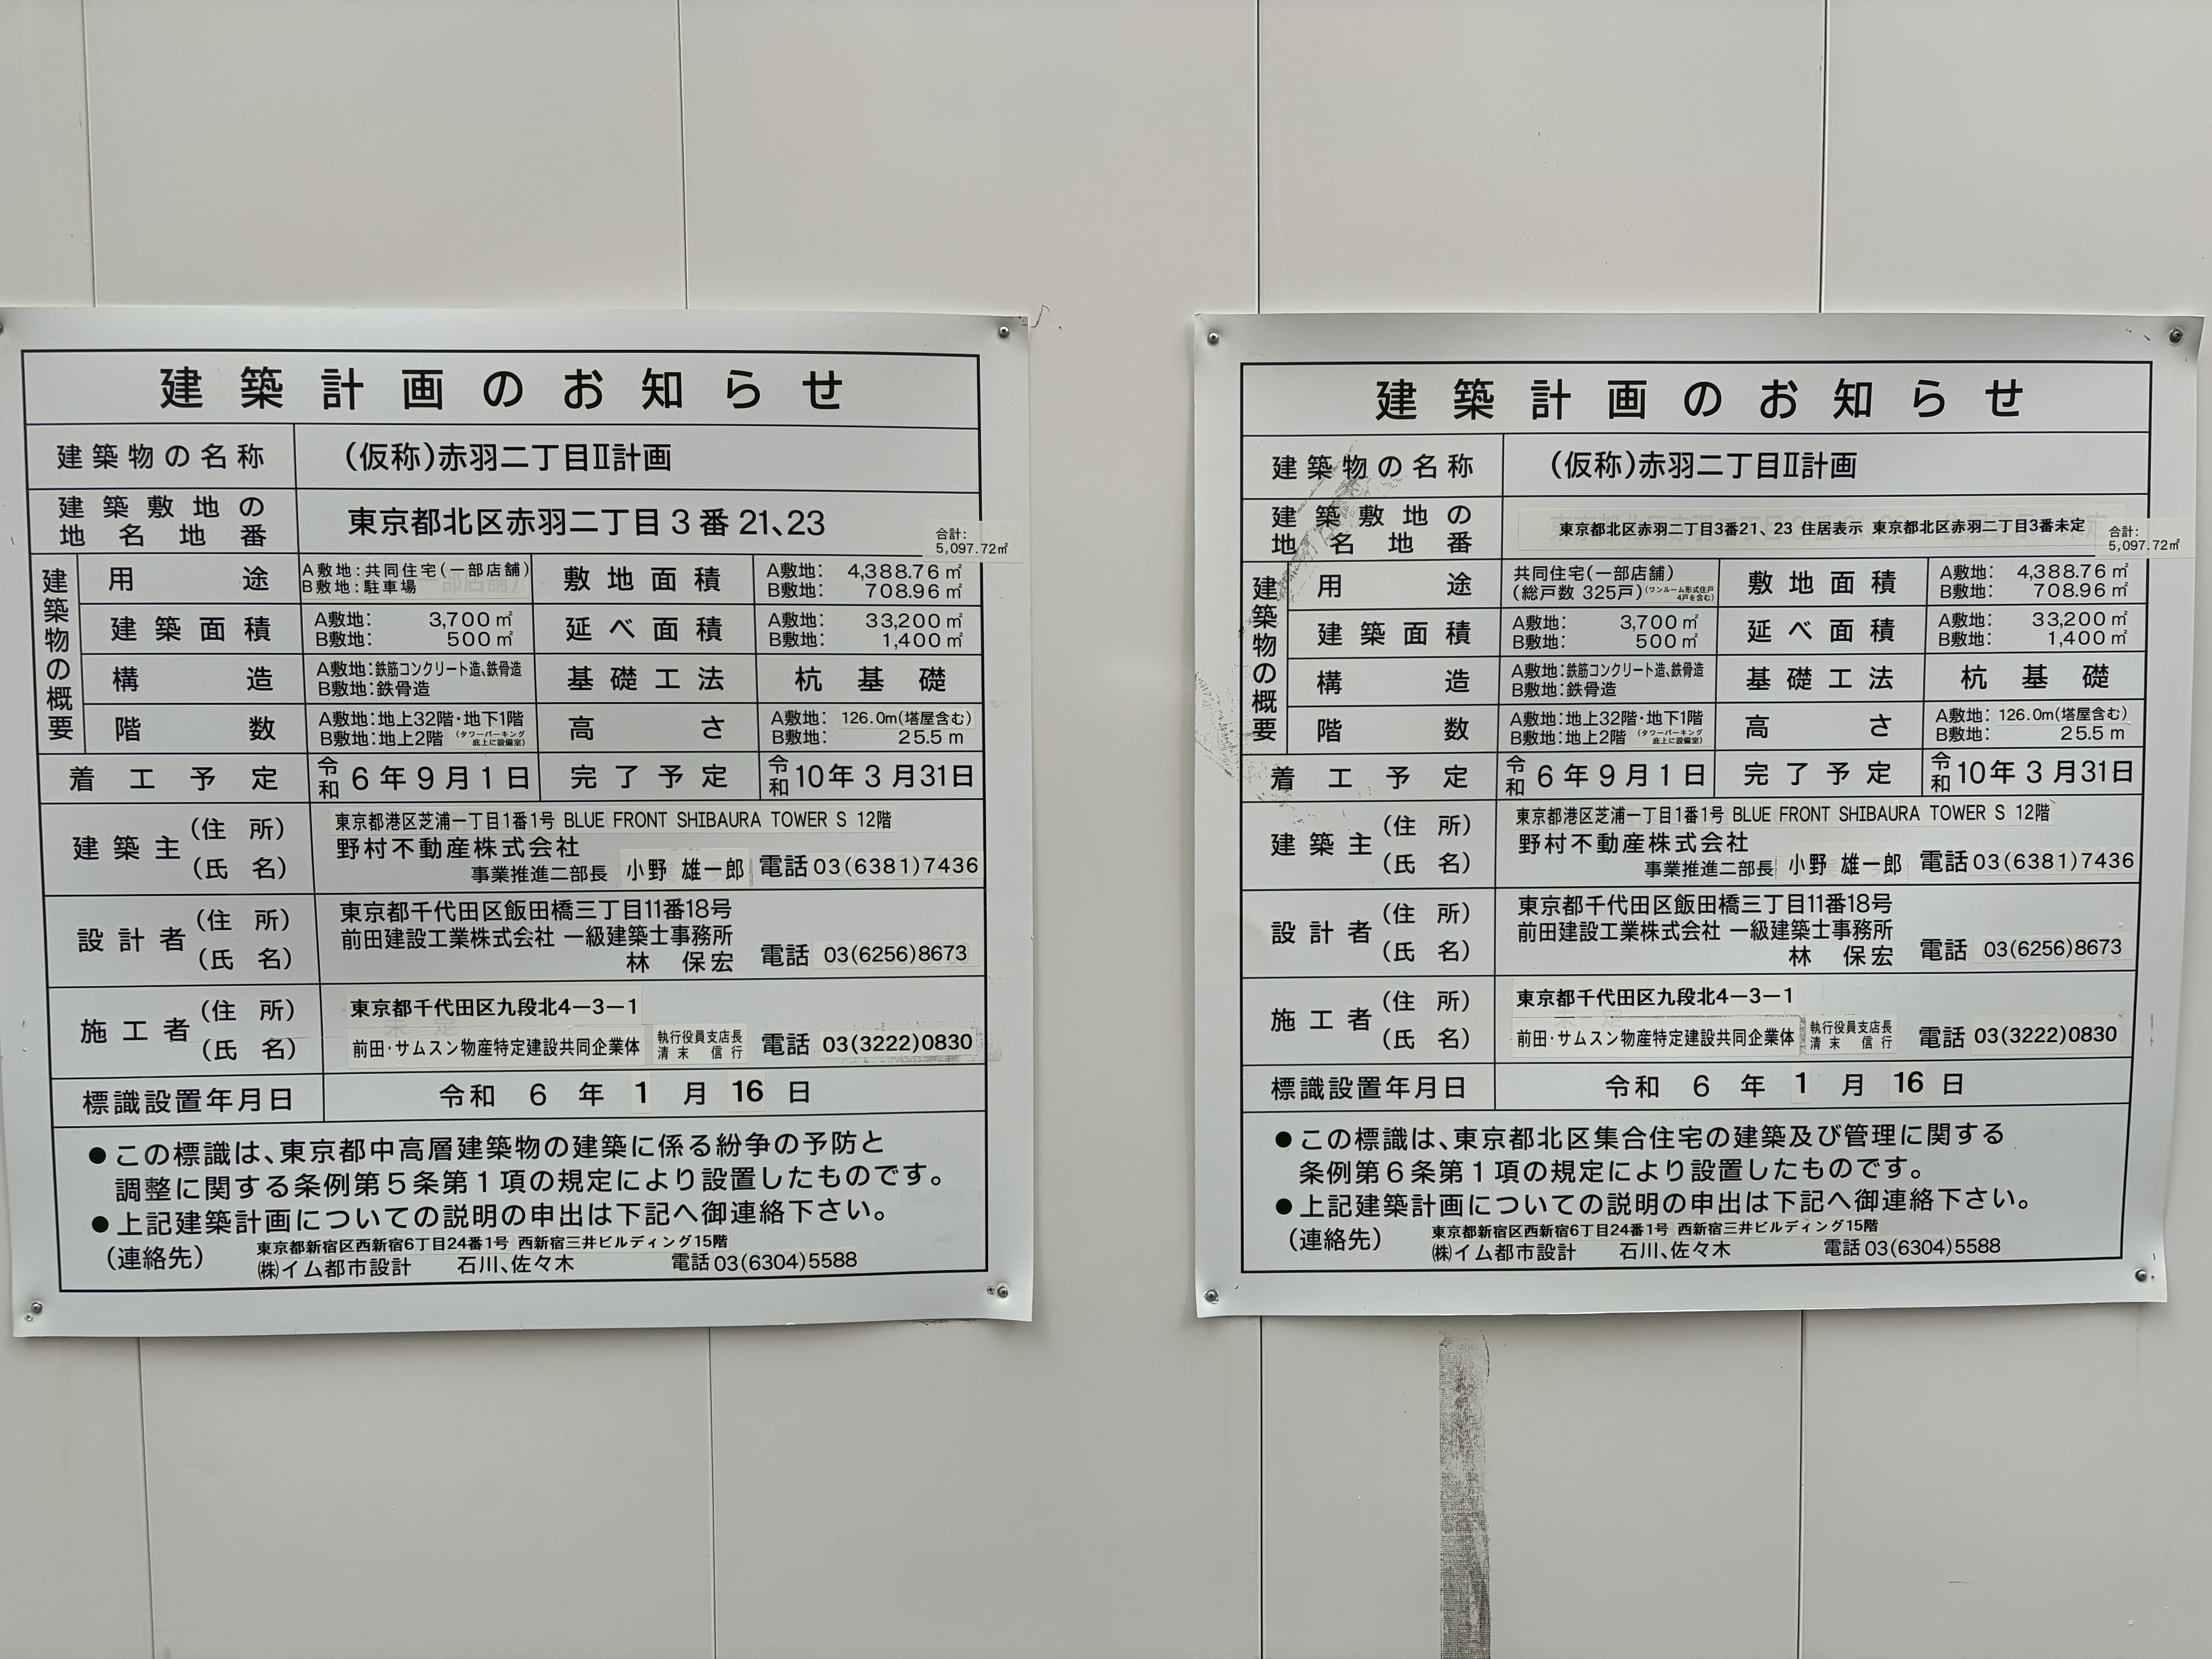 建築計画のお知らせ
建築物の名称
(仮称)赤羽二丁目Ⅱ計画
建築敷地の
地名地番
東京都北区赤羽二丁目3番21、23
合計:
5,097.72㎡
建築物の概要
用途
A敷地:共同住宅(一部店舗)
B敷地:駐車場
敷地面積
A敷地: 4,388.76㎡
B敷地: 708.96㎡
建築面積
A敷地: 3,700㎡
B敷地: 500㎡
延べ面積
A敷地: 33,200㎡
B敷地: 1,400㎡
構造
A敷地:鉄筋コンクリート造、鉄骨造
B敷地:鉄骨造
基礎工法
杭基礎
階数
A敷地:地上32階・地下1階
B敷地:地上2階 (タワーパーキング
庇上に設備室)
高さ
A敷地: 126.0m(塔屋含む)
B敷地: 25.5m
着工予定
令和6年9月1日
完了予定
令和10年3月31日
建築主
(住所)
(氏名)
東京都港区芝浦一丁目1番1号 BLUE FRONT SHIBAURA TOWER S 12階
野村不動産株式会社
事業推進二部長 小野 雄一郎 電話03(6381)7436
設計者
(住所)
(氏名)
東京都千代田区飯田橋三丁目11番18号
前田建設工業株式会社 一級建築士事務所
林 保宏 電話 03(6256)8673
施工者
(住所)
(氏名)
東京都千代田区九段北4-3-1
前田・サムスン物産特定建設共同企業体 執行役員支店長
清末 信行 電話 03(3222)0830
標識設置年月日
令和 6 年 1 月 16 日
●この標識は、東京都中高層建築物の建築に係る紛争の予防と
調整に関する条例第5条第1項の規定により設置したものです。
●上記建築計画についての説明の申出は下記へ御連絡下さい。
(連絡先)
東京都新宿区西新宿6丁目24番1号 西新宿三井ビルディング15階
㈱イム都市設計 石川、佐々木 電話03(6304)5588
建築計画のお知らせ
建築物の名称
(仮称)赤羽二丁目Ⅱ計画
建築敷地の
地名地番
東京都北区赤羽二丁目3番21、23 住居表示 東京都北区赤羽二丁目3番未定
合計:
5,097.72㎡
建築物の概要
用途
共同住宅(一部店舗)
(総戸数 325戸)(ワンルーム形式住戸
4戸を含む)
敷地面積
A敷地: 4,388.76㎡
B敷地: 708.96㎡
建築面積
A敷地: 3,700㎡
B敷地: 500㎡
延べ面積
A敷地: 33,200㎡
B敷地: 1,400㎡
構造
A敷地:鉄筋コンクリート造、鉄骨造
B敷地:鉄骨造
基礎工法
杭基礎
階数
A敷地:地上32階・地下1階
B敷地:地上2階 (タワーパーキング
庇上に設備室)
高さ
A敷地: 126.0m(塔屋含む)
B敷地: 25.5m
着工予定
令和6年9月1日
完了予定
令和10年3月31日
建築主
(住所)
(氏名)
東京都港区芝浦一丁目1番1号 BLUE FRONT SHIBAURA TOWER S 12階
野村不動産株式会社
事業推進二部長 小野 雄一郎 電話03(6381)7436
設計者
(住所)
(氏名)
東京都千代田区飯田橋三丁目11番18号
前田建設工業株式会社 一級建築士事務所
林 保宏 電話 03(6256)8673
施工者
(住所)
(氏名)
東京都千代田区九段北4-3-1
前田・サムスン物産特定建設共同企業体 執行役員支店長
清末 信行 電話 03(3222)0830
標識設置年月日
令和 6 年 1 月 16 日
●この標識は、東京都北区集合住宅の建築及び管理に関する
条例第6条第1項の規定により設置したものです。
●上記建築計画についての説明の申出は下記へ御連絡下さい。
(連絡先)
東京都新宿区西新宿6丁目24番1号 西新宿三井ビルディング15階
㈱イム都市設計 石川、佐々木 電話03(6304)5588